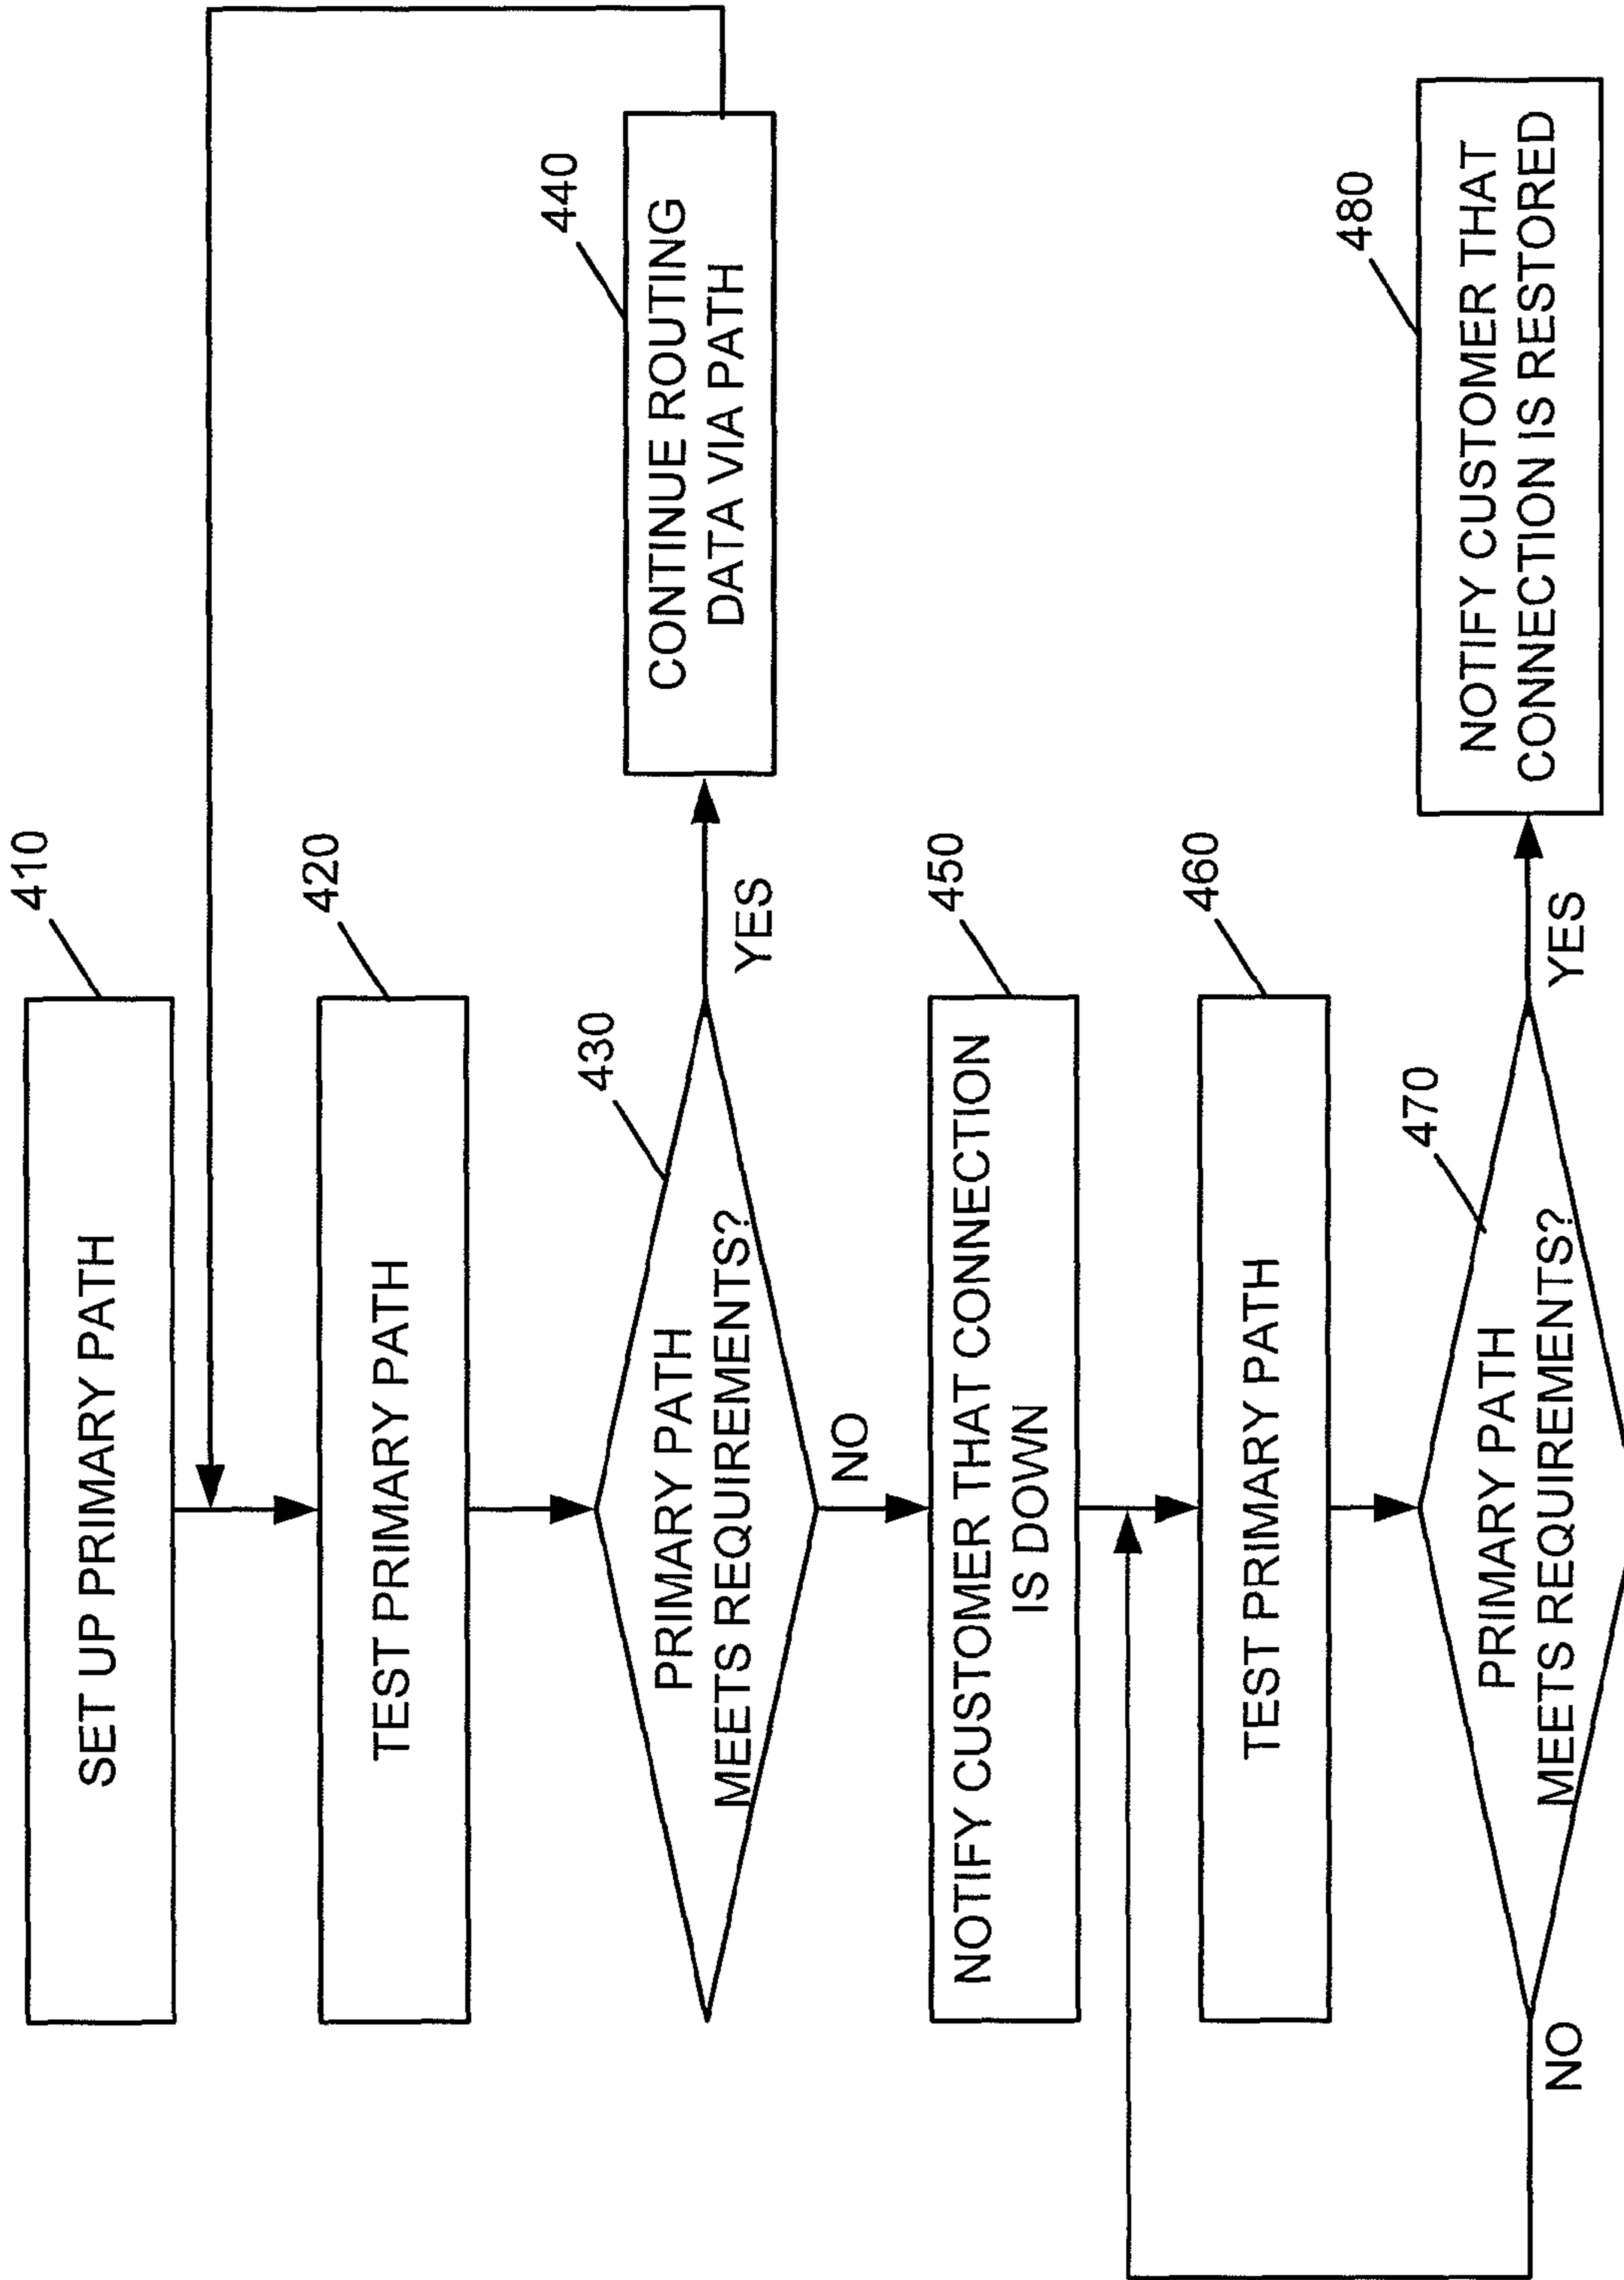 410
SET UP PRIMARY PATH
420
TEST PRIMARY PATH
430
PRIMARY PATH
MEETS REQUIREMENTS?
YES
440
CONTINUE ROUTING
DATA VIA PATH
NO
450
NOTIFY CUSTOMER THAT CONNECTION
IS DOWN
460
TEST PRIMARY PATH
470
PRIMARY PATH
MEETS REQUIREMENTS?
NO
YES
480
NOTIFY CUSTOMER THAT
CONNECTION IS RESTORED